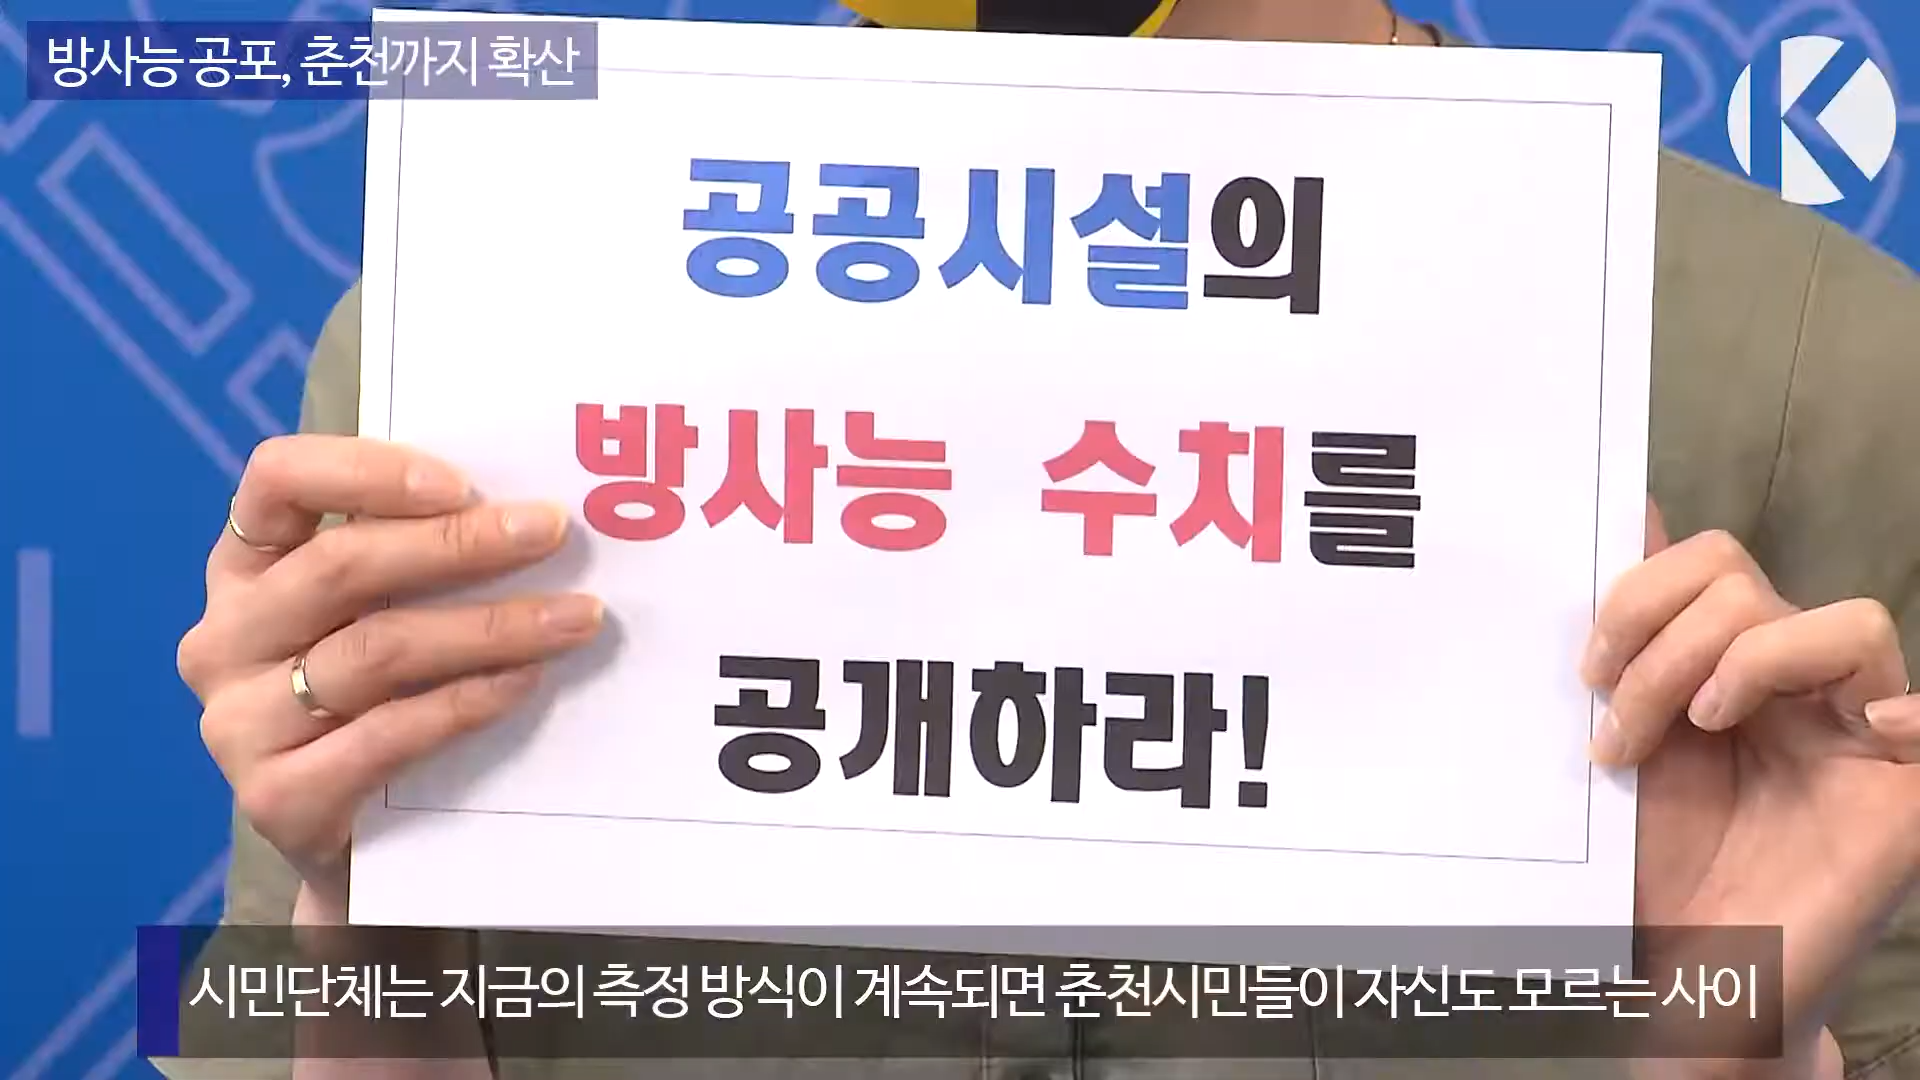 방사능 공포, 춘천까지 확산
공공시설의
방사능 수치를
공개하라!
시민단체는 지금의 측정 방식이 계속되면 춘천시민들이 자신도 모르는 사이